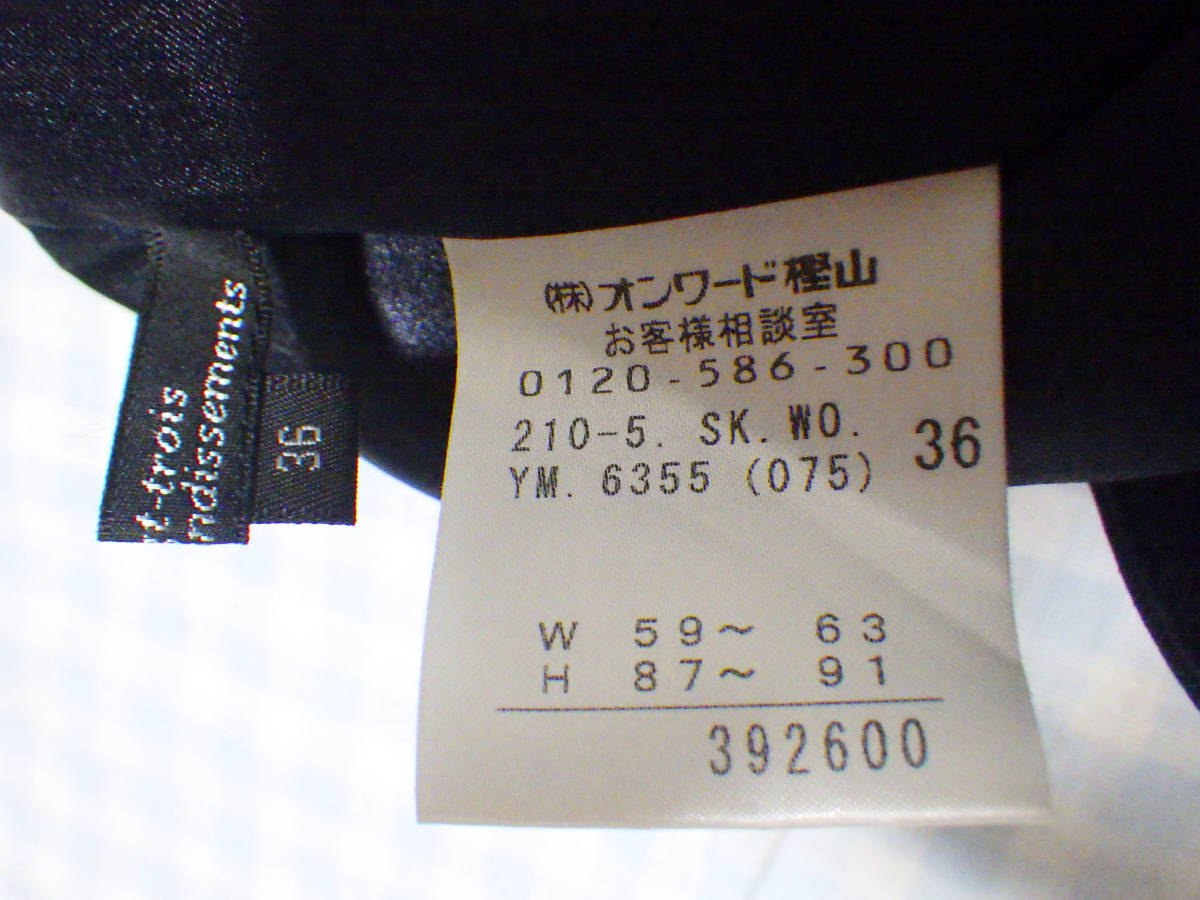 ㈱オンワード樫山
お客様相談室
0120-586-300
210-5. SK. WO.
YM. 6355 (075)
36
W 59～ 63
H 87～ 91
392600
t-trois
ndissements
36